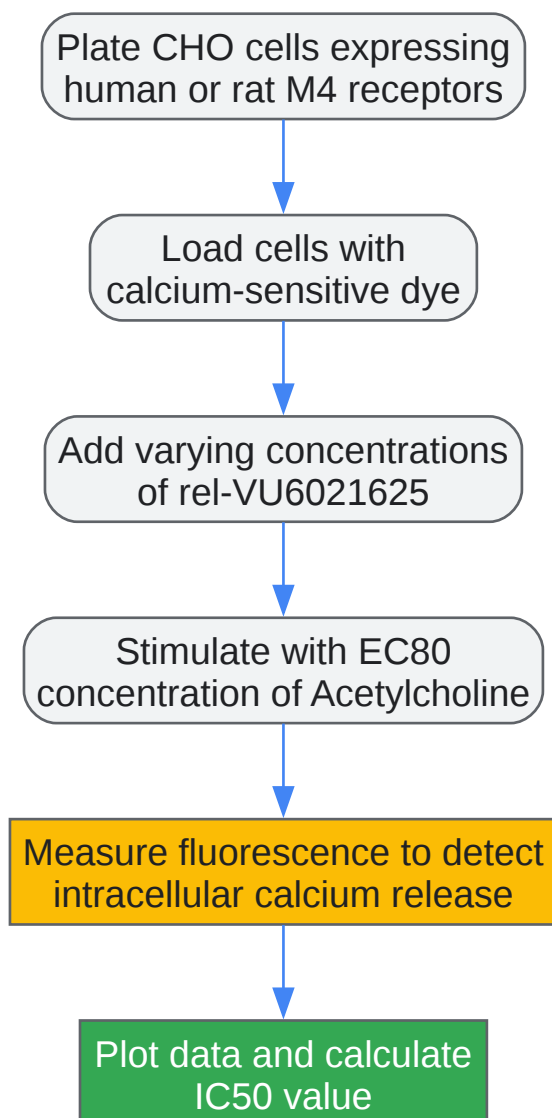 Plate CHO cells expressing
human or rat M4 receptors
Load cells with
calcium-sensitive dye
Add varying concentrations
of rel-VU6021625
Stimulate with EC80
concentration of Acetylcholine
Measure fluorescence to detect
intracellular calcium release
Plot data and calculate
IC50 value